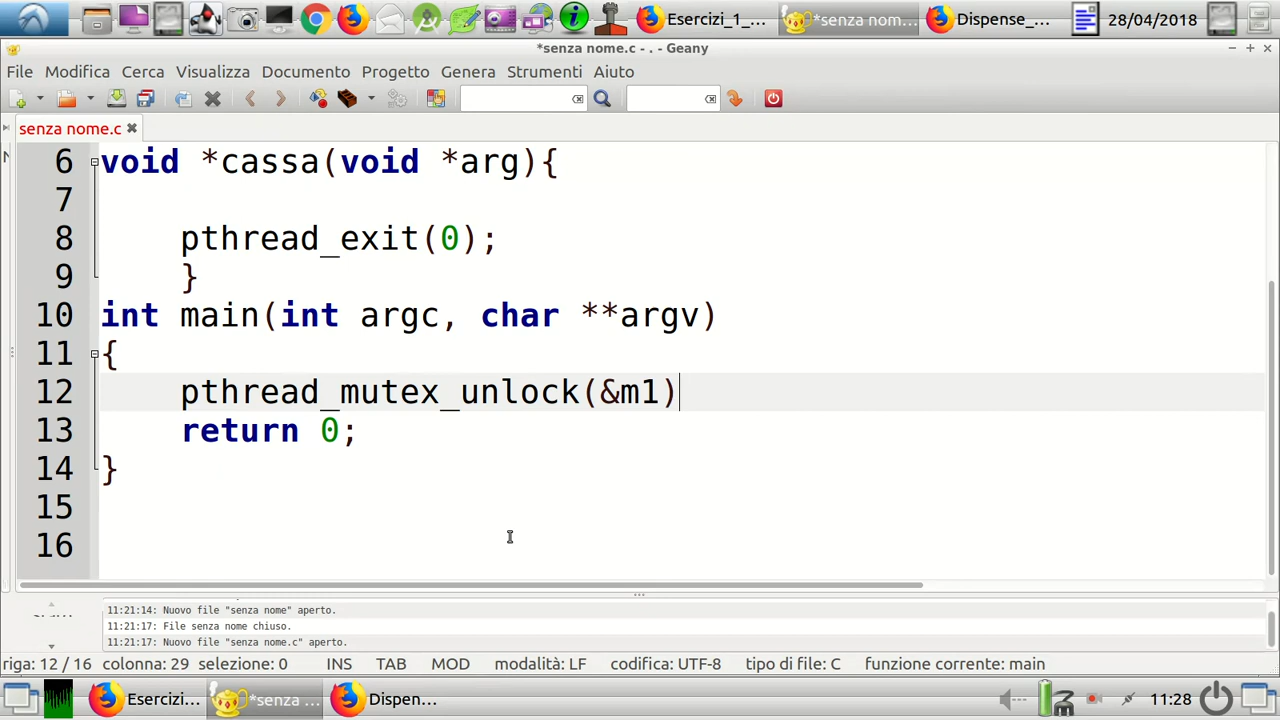 Esercizi_1_...
*senza nom...
Dispense_...
28/04/2018
*senza nome.c - . - Geany
File Modifica Cerca Visualizza Documento Progetto Genera Strumenti Aiuto
senza nome.c
6 void *cassa(void *arg){
7
8 pthread_exit(0);
9 }
10 int main(int argc, char **argv)
11 {
12 pthread_mutex_unlock(&m1)
13 return 0;
14 }
15
16
11:21:14: Nuovo file "senza nome" aperto.
11:21:17: File senza nome chiuso.
11:21:17: Nuovo file "senza nome.c" aperto.
riga: 12 / 16 colonna: 29 selezione: 0 INS TAB MOD modalità: LF codifica: UTF-8 tipo di file: C funzione corrente: main
Esercizi...
*senza ...
Dispen...
11:28